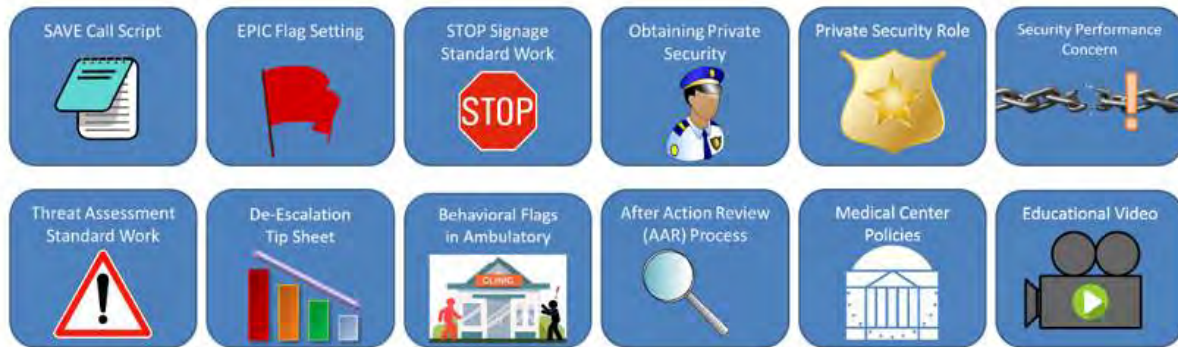 SAVE Call Script
EPIC Flag Setting
STOP Signage
Standard Work
STOP
Obtaining Private
Security
Private Security Role
Security Performance
Concern
Threat Assessment
Standard Work
De-Escalation
Tip Sheet
Behavioral Flags
in Ambulatory
CLINIC
After Action Review
(AAR) Process
Medical Center
Policies
Educational Video